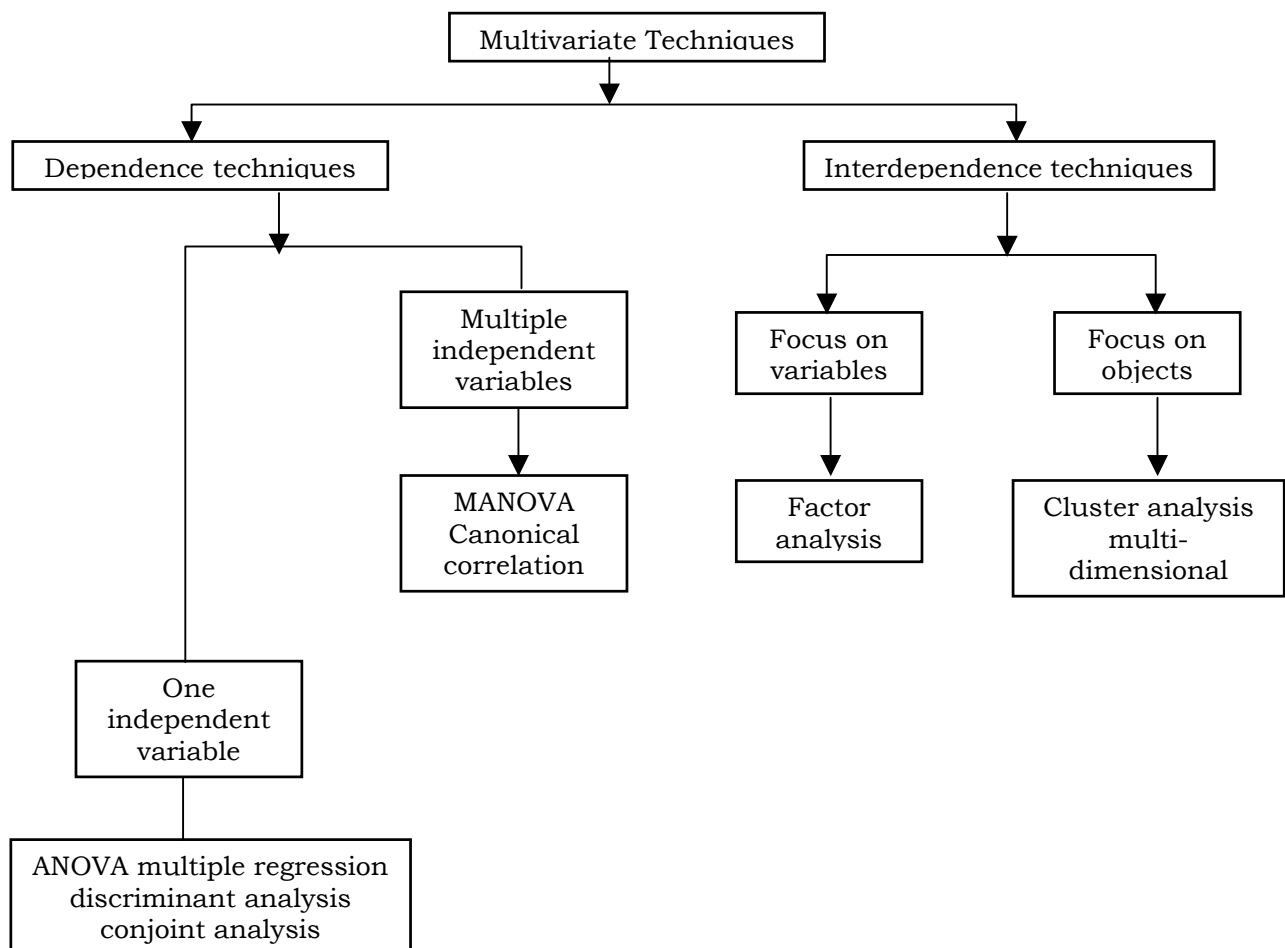 Multivariate Techniques
Dependence techniques
Interdependence techniques
Multiple
independent
variables
Focus on
variables
Focus on
objects
MANOVA
Canonical
correlation
Factor
analysis
Cluster analysis
multi-
dimensional
One
independent
variable
ANOVA multiple regression
discriminant analysis
conjoint analysis